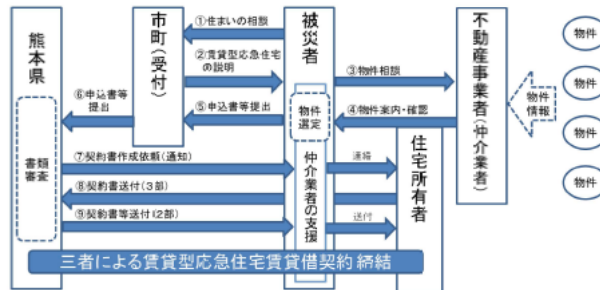 熊本県
市町(受付)
被災者
不動産事業者(仲介業者)
①住まいの相談
②賃貸型応急住宅
の説明
③物件相談
④物件案内・確認
⑤申込書等提出
⑥申込書等
提出
物件
選定
物件
情報
物件
物件
物件
物件
書類
審査
⑦契約書作成依頼(通知)
⑧契約書送付(3部)
⑨契約書等送付(2部)
仲介業者の支援
連絡
送付
住宅所有者
三者による賃貸型応急住宅賃貸借契約 締結